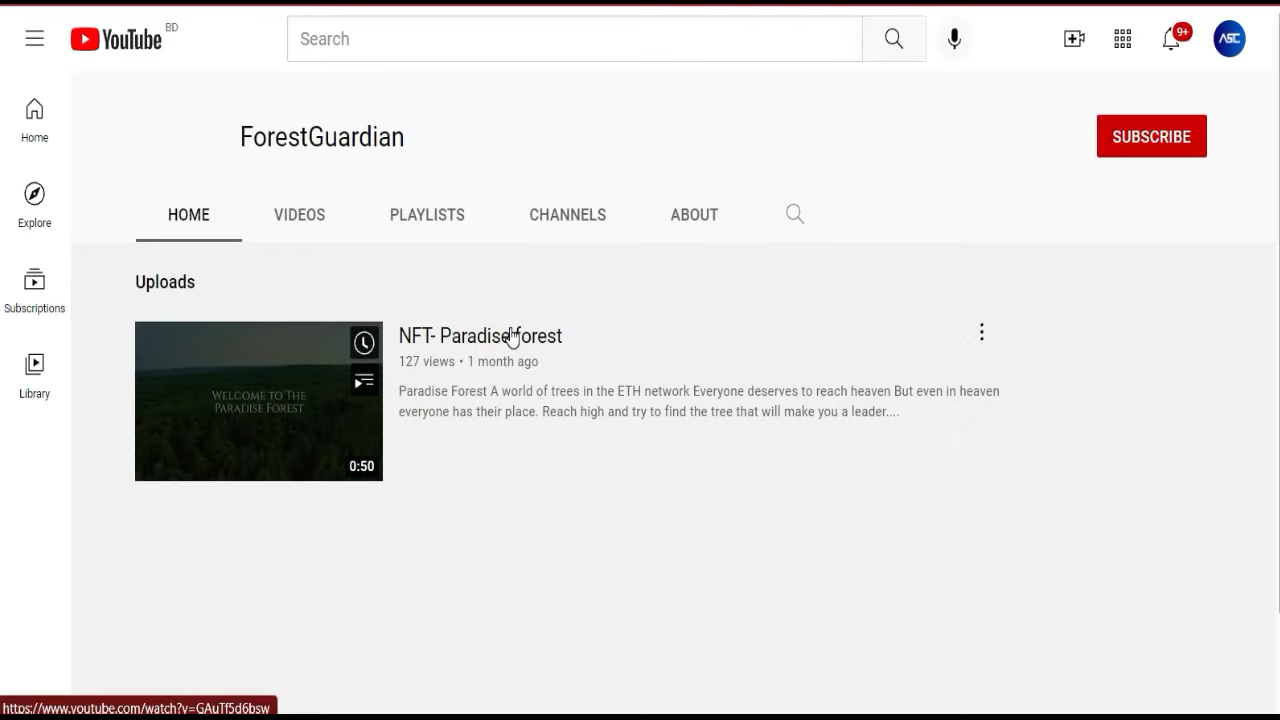 YouTube BD
Search
9+
ASC
Home
Explore
Subscriptions
Library
ForestGuardian
SUBSCRIBE
HOME VIDEOS PLAYLISTS CHANNELS ABOUT
Uploads
WELCOME TO THE
PARADISE FOREST
0:50
NFT- Paradise forest
127 views • 1 month ago
Paradise Forest A world of trees in the ETH network Everyone deserves to reach heaven But even in heaven
everyone has their place. Reach high and try to find the tree that will make you a leader....
https://www.youtube.com/watch?v=GAuTf5d6bsw